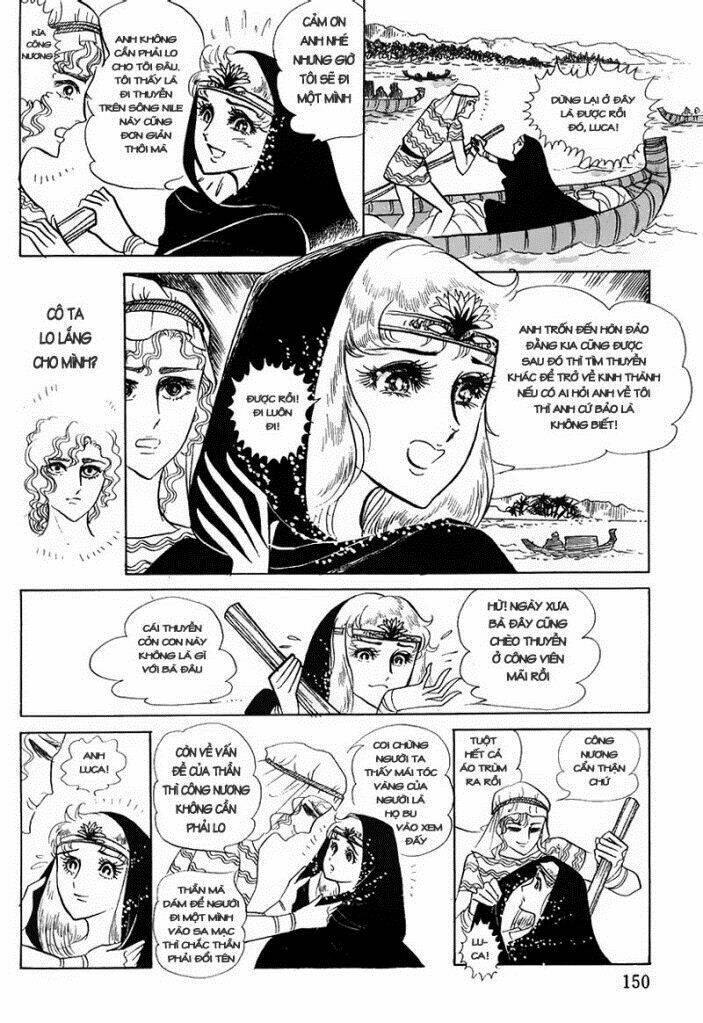 DỪNG LẠI Ở ĐÂY
LÀ ĐƯỢC RỒI
ĐÓ, LUCA!
CẢM ƠN
ANH NHÉ
NHƯNG GIỜ
TÔI SẼ ĐI
MỘT MÌNH
ANH KHÔNG
CẦN PHẢI LO
CHO TÔI ĐÂU.
TÔI THẤY LÀ
ĐI THUYỀN
TRÊN SÔNG NILE
NÀY CŨNG
ĐƠN GIẢN
THÔI MÀ
KÌA
CÔNG
NƯƠNG
ANH TRỐN ĐẾN HÒN ĐẢO
ĐẰNG KIA CŨNG ĐƯỢC
SAU ĐÓ THÌ TÌM THUYỀN
KHÁC ĐỂ TRỞ VỀ KINH THÀNH
NẾU CÓ AI HỎI ANH VỀ TÔI
THÌ ANH CỨ BẢO LÀ
KHÔNG BIẾT!
ĐƯỢC RỒI!
ĐI LUÔN
ĐI!
CÔ TA
LO LẮNG
CHO MÌNH?
HỪ! NGÀY XƯA
BÀ ĐÂY CŨNG
CHÈO THUYỀN
Ở CÔNG VIÊN
MÃI RỒI
CÁI THUYỀN
CỎN CON NÀY
KHÔNG LÀ GÌ
VỚI BÀ ĐÂU
CÔNG
NƯƠNG
CẨN THẬN
CHỨ
TUỘT
HẾT CẢ
ÁO TRÙM
RA RỒI
LU-
CA!
COI CHỪNG
NGƯỜI TA
THẤY MÁI TÓC
VÀNG CỦA
NGƯỜI LÀ
HỌ BU
VÀO XEM
ĐẤY
CÒN VỀ VẤN
ĐỀ CỦA THẦN
THÌ CÔNG NƯƠNG
KHÔNG CẦN
PHẢI LO
THẦN MÀ
DÁM ĐỂ NGƯỜI
ĐI MỘT MÌNH
VÀO SA MẠC
THÌ CHẮC THẦN
PHẢI ĐỔI TÊN
ANH
LUCA!
150